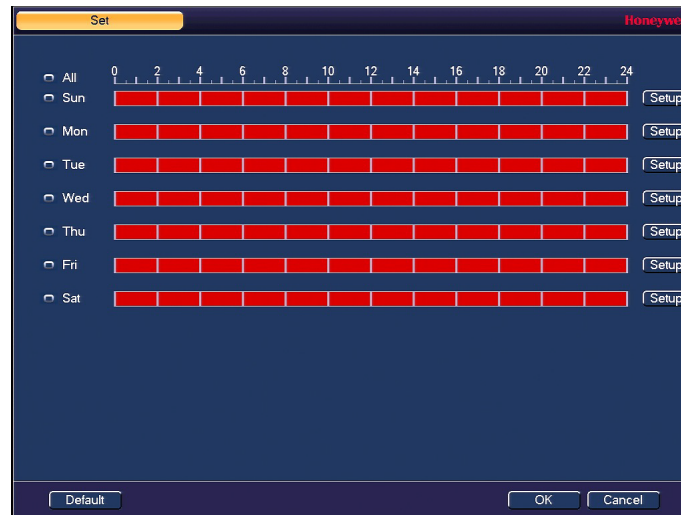 Set
Honeywe
All 0 2 4 6 8 10 12 14 16 18 20 22 24
Sun Setup
Mon Setup
Tue Setup
Wed Setup
Thu Setup
Fri Setup
Sat Setup
Default OK Cancel